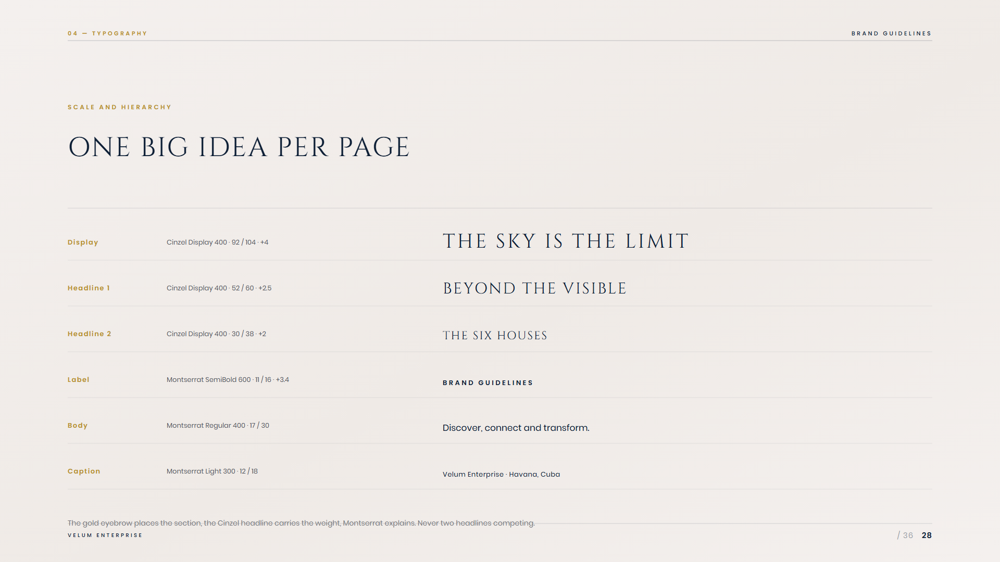 04 — TYPOGRAPHY
BRAND GUIDELINES
SCALE AND HIERARCHY
ONE BIG IDEA PER PAGE
Display
Cinzel Display 400 · 92 / 104 · +4
THE SKY IS THE LIMIT
Headline 1
Cinzel Display 400 · 52 / 60 · +2.5
BEYOND THE VISIBLE
Headline 2
Cinzel Display 400 · 30 / 38 · +2
THE SIX HOUSES
Label
Montserrat SemiBold 600 · 11 / 16 · +3.4
BRAND GUIDELINES
Body
Montserrat Regular 400 · 17 / 30
Discover, connect and transform.
Caption
Montserrat Light 300 · 12 / 18
Velum Enterprise · Havana, Cuba
The gold eyebrow places the section, the Cinzel headline carries the weight, Montserrat explains. Never two headlines competing.
VELUM ENTERPRISE
/ 36 28